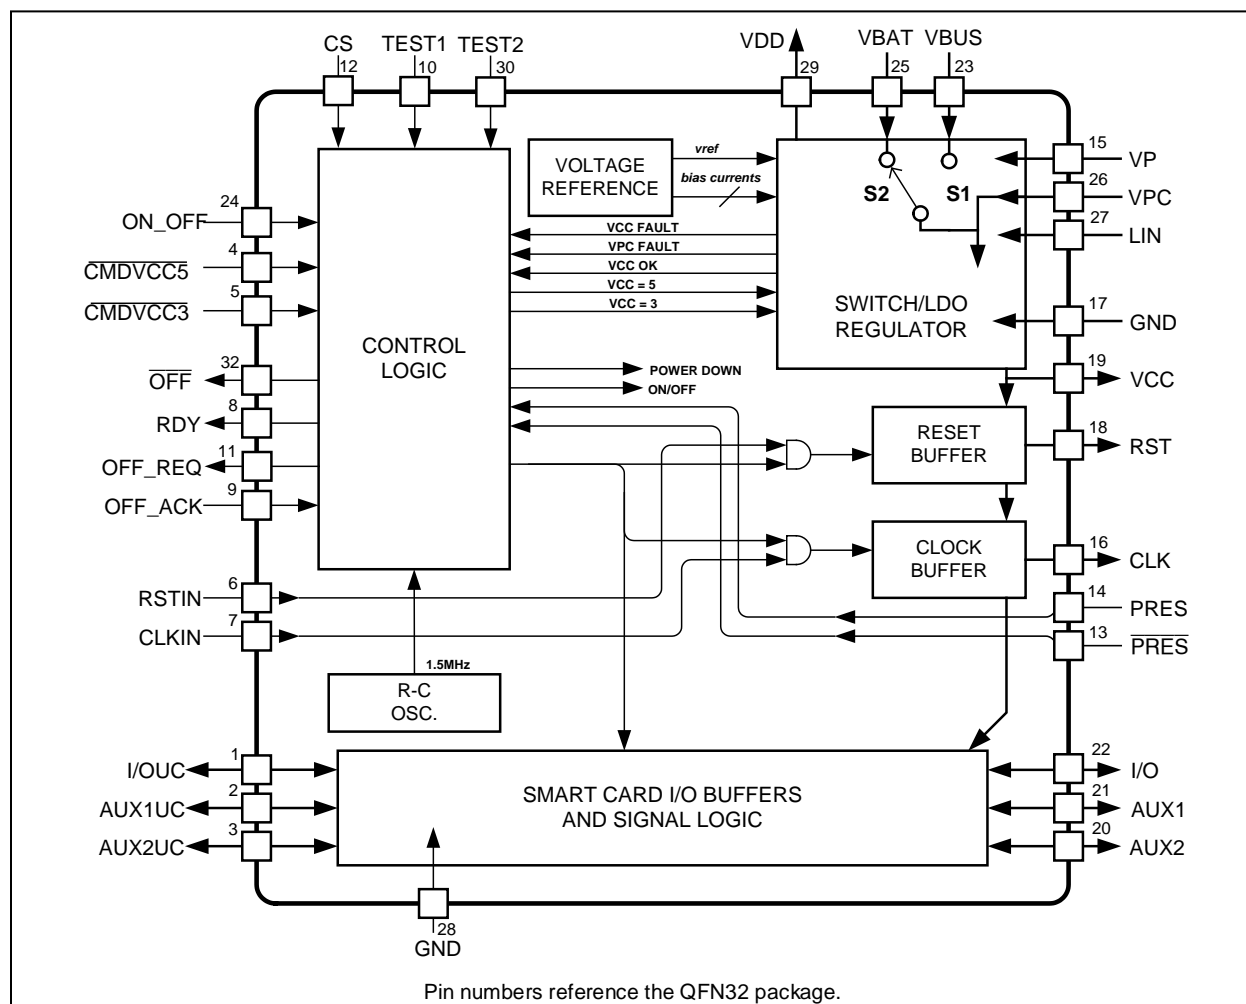 CS
TEST1
TEST2
VDD
VBAT
VBUS
12
10
30
29
25
23
VOLTAGE
REFERENCE
vref
bias currents
S2
S1
15
VP
26
VPC
27
LIN
24
ON_OFF
4
CMDVCC5
5
CMDVCC3
VCC FAULT
VPC FAULT
VCC OK
VCC = 5
VCC = 3
SWITCH/LDO
REGULATOR
17
GND
CONTROL
LOGIC
32
OFF
8
RDY
11
OFF_REQ
9
OFF_ACK
POWER DOWN
ON/OFF
19
VCC
RESET
BUFFER
18
RST
CLOCK
BUFFER
16
CLK
6
RSTIN
7
CLKIN
14
PRES
13
PRES
1.5MHz
R-C
OSC.
1
I/OUC
2
AUX1UC
3
AUX2UC
SMART CARD I/O BUFFERS
AND SIGNAL LOGIC
22
I/O
21
AUX1
20
AUX2
28
GND
Pin numbers reference the QFN32 package.